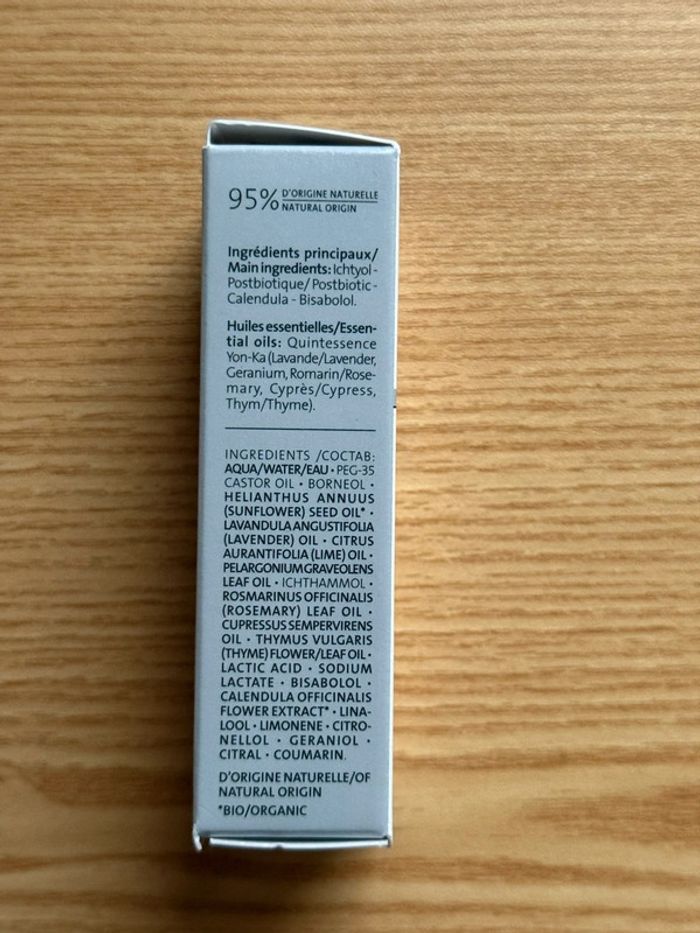 95% D'ORIGINE NATURELLE
NATURAL ORIGIN
Ingrédients principaux/
Main ingredients: Ichtyol -
Postbiotique/ Postbiotic -
Calendula - Bisabolol.
Huiles essentielles/Essen-
tial oils: Quintessence
Yon-Ka (Lavande/Lavender,
Geranium, Romarin/Rose-
mary, Cyprès/Cypress,
Thym/Thyme).
INGREDIENTS /COCTAB:
AQUA/WATER/EAU • PEG-35
CASTOR OIL • BORNEOL •
HELIANTHUS ANNUUS
(SUNFLOWER) SEED OIL* •
LAVANDULA ANGUSTIFOLIA
(LAVENDER) OIL • CITRUS
AURANTIFOLIA (LIME) OIL •
PELARGONIUM GRAVEOLENS
LEAF OIL • ICHTHAMMOL •
ROSMARINUS OFFICINALIS
(ROSEMARY) LEAF OIL •
CUPRESSUS SEMPERVIRENS
OIL • THYMUS VULGARIS
(THYME) FLOWER/LEAF OIL •
LACTIC ACID • SODIUM
LACTATE • BISABOLOL •
CALENDULA OFFICINALIS
FLOWER EXTRACT* • LINA-
LOOL • LIMONENE • CITRO-
NELLOL • GERANIOL •
CITRAL • COUMARIN.
D'ORIGINE NATURELLE/OF
NATURAL ORIGIN
*BIO/ORGANIC